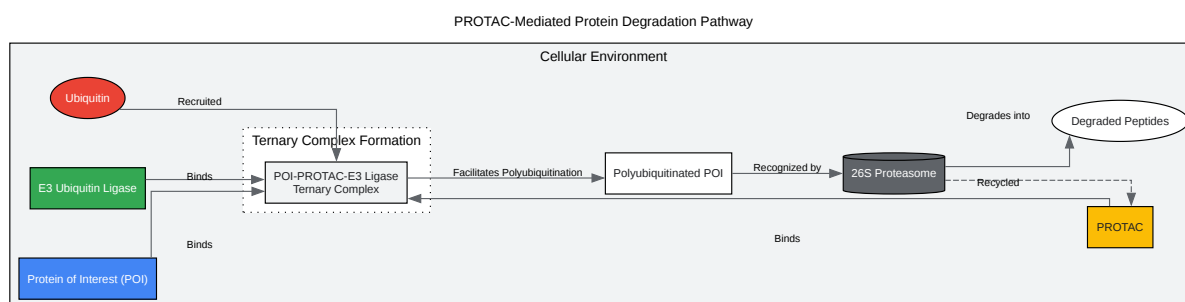 PROTAC-Mediated Protein Degradation Pathway
Cellular Environment
Ubiquitin
Recruited
Degrades into
Degraded Peptides
Ternary Complex Formation
E3 Ubiquitin Ligase
Binds
POI-PROTAC-E3 Ligase
Ternary Complex
Facilitates Polyubiquitination
Polyubiquitinated POI
Recognized by
26S Proteasome
Recycled
PROTAC
Binds
Binds
Protein of Interest (POI)